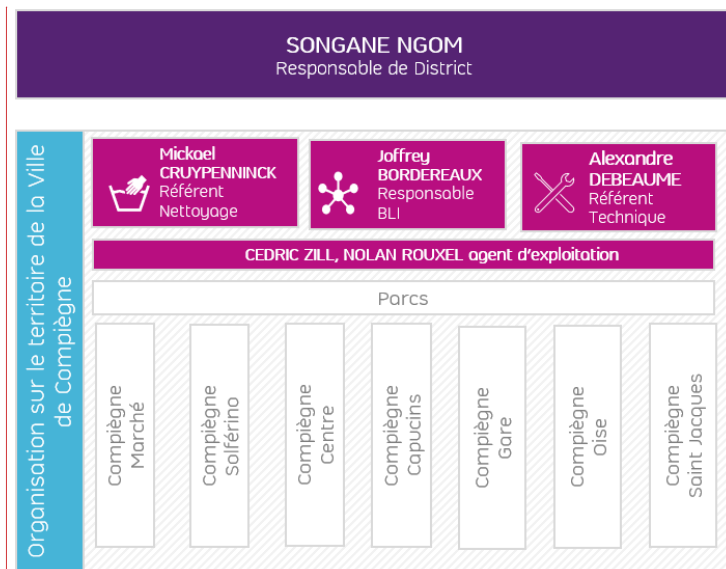 SONGANE NGOM
Responsable de District
Organisation sur le territoire de la Ville
de Compiègne
Mickael
CRUYPENNINCK
Référent
Nettoyage
Joffrey
BORDEREAUX
Responsable
BLI
Alexandre
DEBEAUME
Référent
Technique
CEDRIC ZILL, NOLAN ROUXEL agent d'exploitation
Parcs
Compiègne
Marché
Compiègne
Solférino
Compiègne
Centre
Compiègne
Capucins
Compiègne
Gare
Compiègne
Oise
Compiègne
Saint Jacques